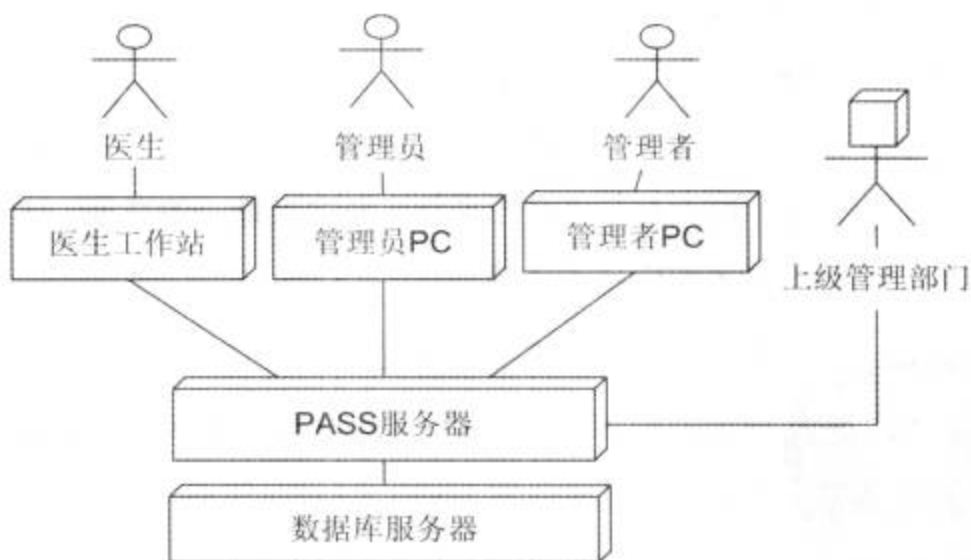 医生
管理员
管理者
医生工作站
管理员PC
管理者PC
上级管理部门
PASS服务器
数据库服务器